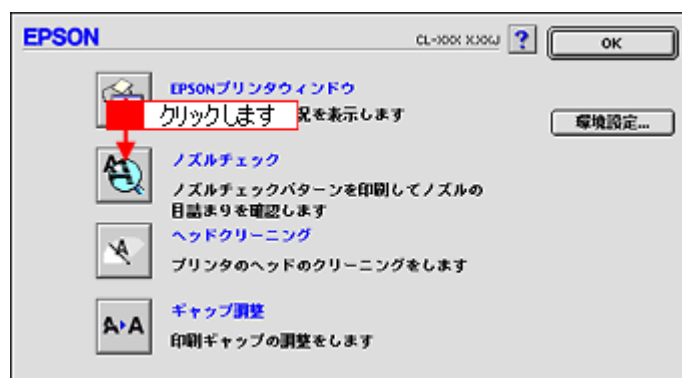 EPSON
OK
EPSONプリンタウィンドウ
クリックします
況を表示します
環境設定...
ノズルチェック
ノズルチェックパターンを印刷してノズルの
目詰まりを確認します
ヘッドクリーニング
プリンタのヘッドのクリーニングをします
ギャップ調整
印刷ギャップの調整をします